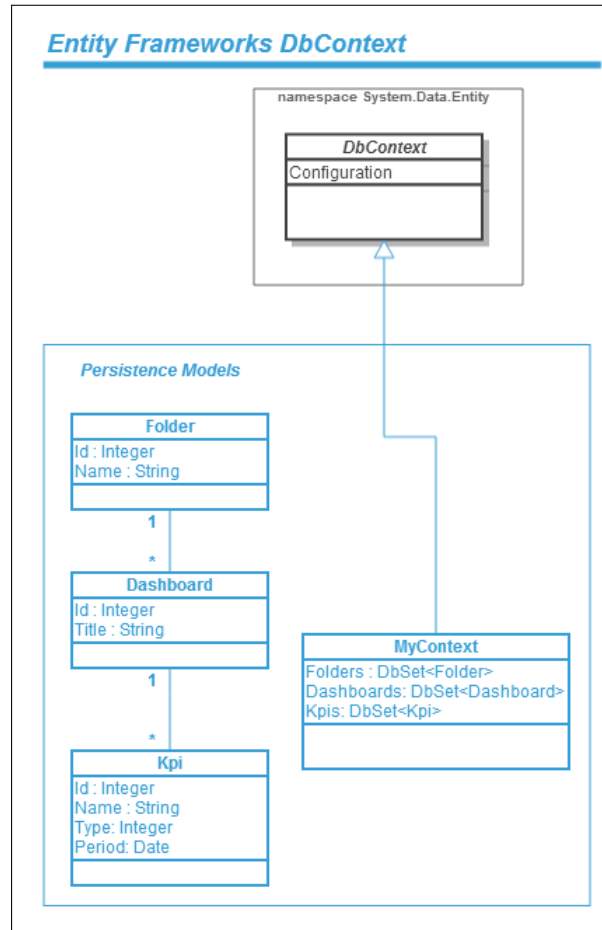 Entity Frameworks DbContext
namespace System.Data.Entity
DbContext
Configuration
Persistence Models
Folder
Id : Integer
Name : String
1
*
Dashboard
Id : Integer
Title : String
1
*
Kpi
Id : Integer
Name : String
Type: Integer
Period: Date
MyContext
Folders : DbSet<Folder>
Dashboards: DbSet<Dashboard>
Kpis: DbSet<Kpi>